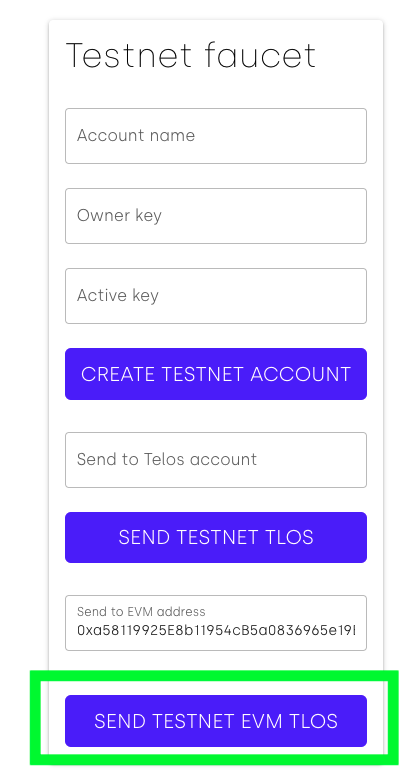 Testnet faucet
Account name
Owner key
Active key
CREATE TESTNET ACCOUNT
Send to Telos account
SEND TESTNET TLOS
Send to EVM address
0xa58119925E8b11954cB5a0836965e19
SEND TESTNET EVM TLOS